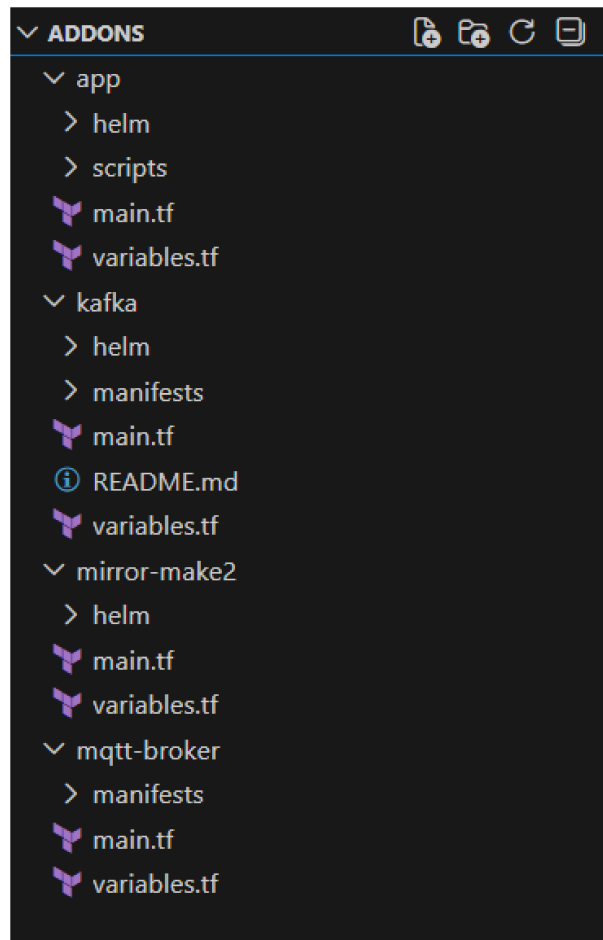 ADDONS
app
helm
scripts
main.tf
variables.tf
kafka
helm
manifests
main.tf
README.md
variables.tf
mirror-make2
helm
main.tf
variables.tf
mqtt-broker
manifests
main.tf
variables.tf